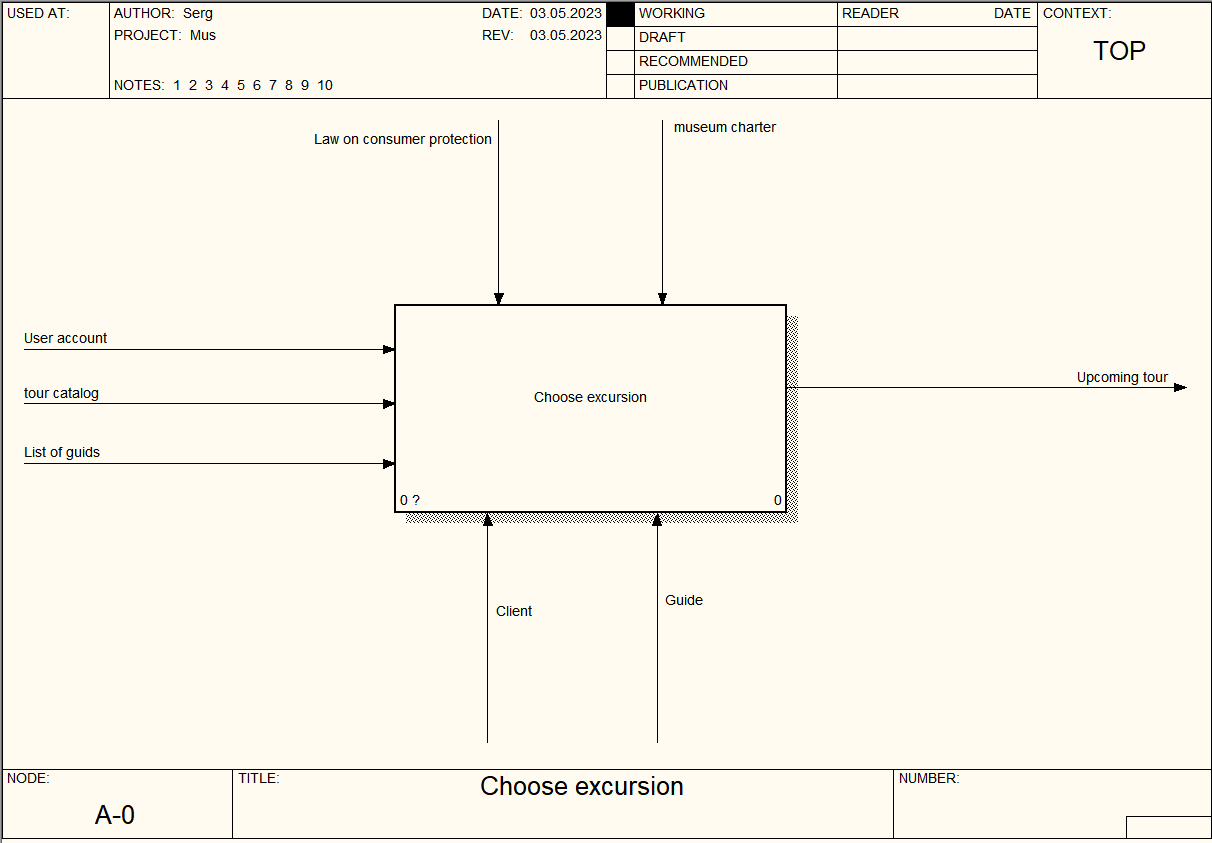 USED AT:
AUTHOR: Serg
DATE: 03.05.2023
PROJECT: Mus
REV: 03.05.2023
NOTES: 1 2 3 4 5 6 7 8 9 10
WORKING
DRAFT
RECOMMENDED
PUBLICATION
READER DATE
CONTEXT:
TOP
Law on consumer protection
museum charter
User account
tour catalog
List of guids
Choose excursion
0 ?
0
Upcoming tour
Client
Guide
NODE:
A-0
TITLE:
Choose excursion
NUMBER: